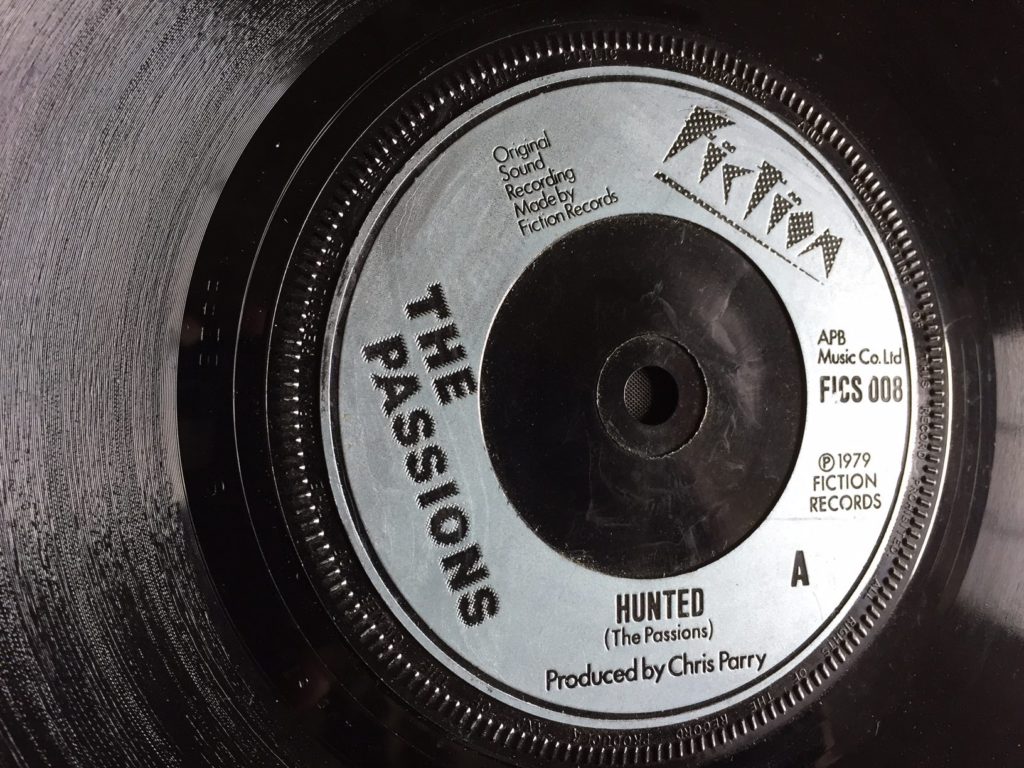 Fiction
Original
Sound
Recording
Made by
Fiction Records
THE
PASSIONS
APB
Music Co. Ltd
FICS 008
℗ 1979
FICTION
RECORDS
A
HUNTED
(The Passions)
Produced by Chris Parry